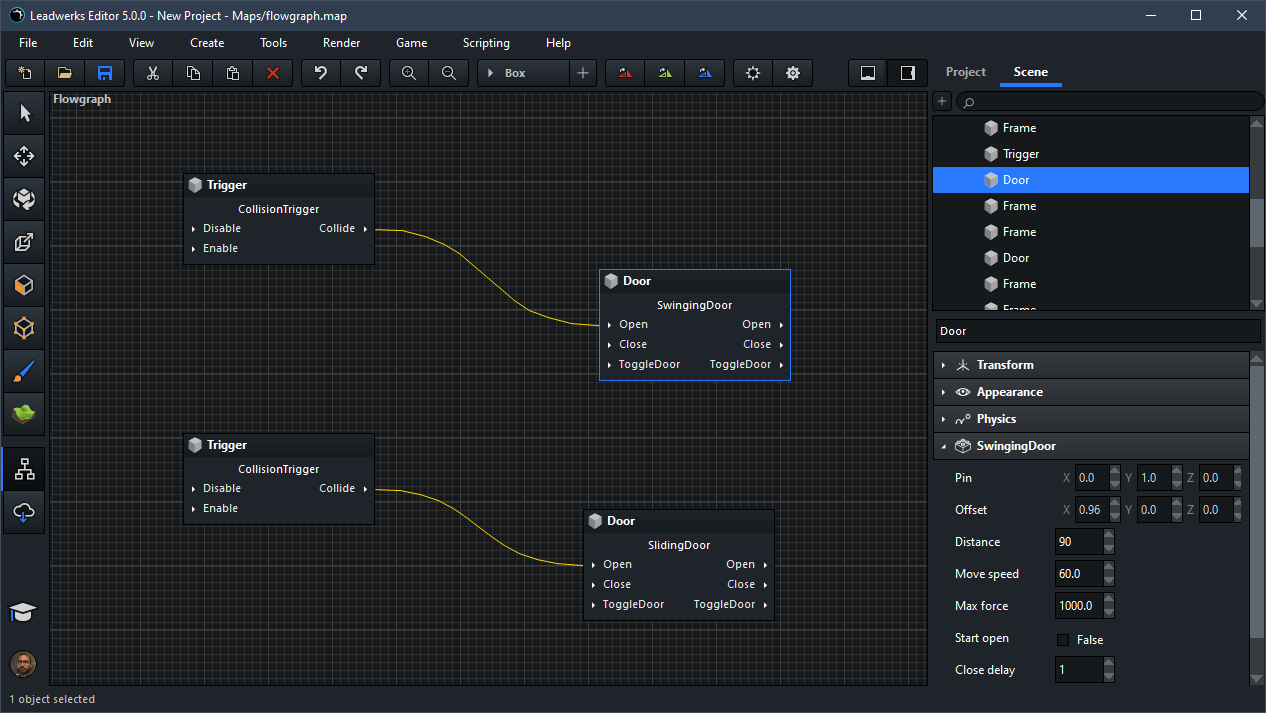 Leadwerks Editor 5.0.0 - New Project - Maps/flowgraph.map
File Edit View Create Tools Render Game Scripting Help
Box
Project Scene
Flowgraph
Frame
Trigger
Door
Frame
Frame
Door
Frame
Frame
Trigger
CollisionTrigger
Disable Collide
Enable
Door
SwingingDoor
Open Open
Close Close
ToggleDoor ToggleDoor
Trigger
CollisionTrigger
Disable Collide
Enable
Door
SlidingDoor
Open Open
Close Close
ToggleDoor ToggleDoor
Door
Transform
Appearance
Physics
SwingingDoor
Pin X 0.0 Y 1.0 Z 0.0
Offset X 0.96 Y 0.0 Z 0.0
Distance 90
Move speed 60.0
Max force 1000.0
Start open False
Close delay 1
1 object selected